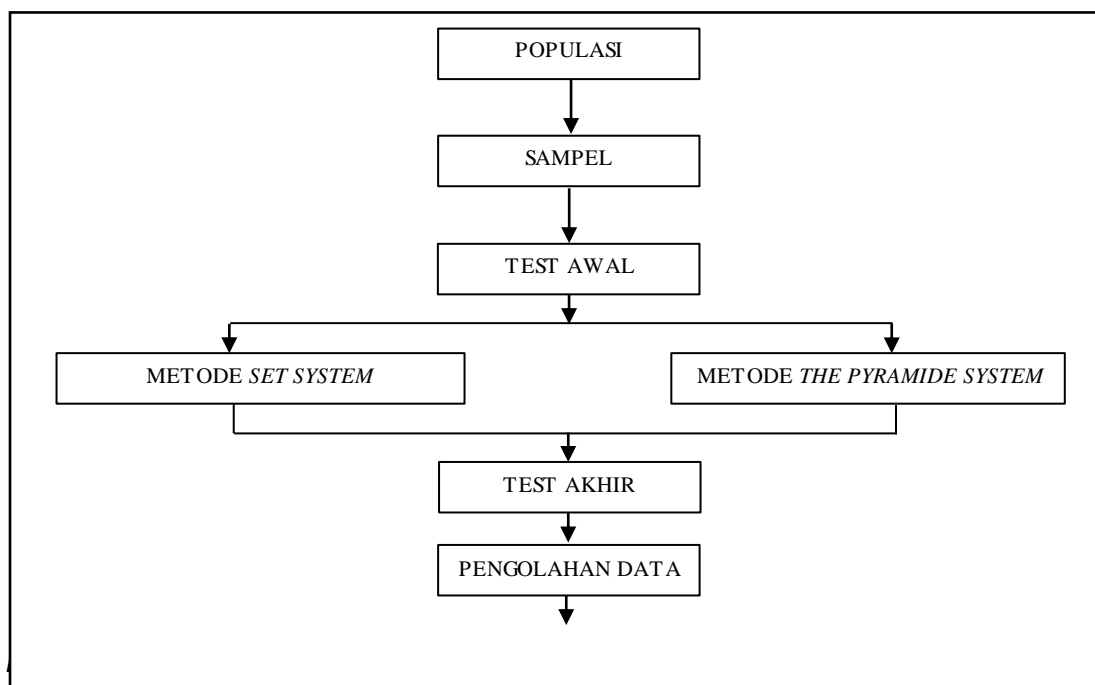 POPULASI
SAMPEL
TEST AWAL
METODE SET SYSTEM
METODE THE PYRAMIDE SYSTEM
TEST AKHIR
PENGOLAHAN DATA